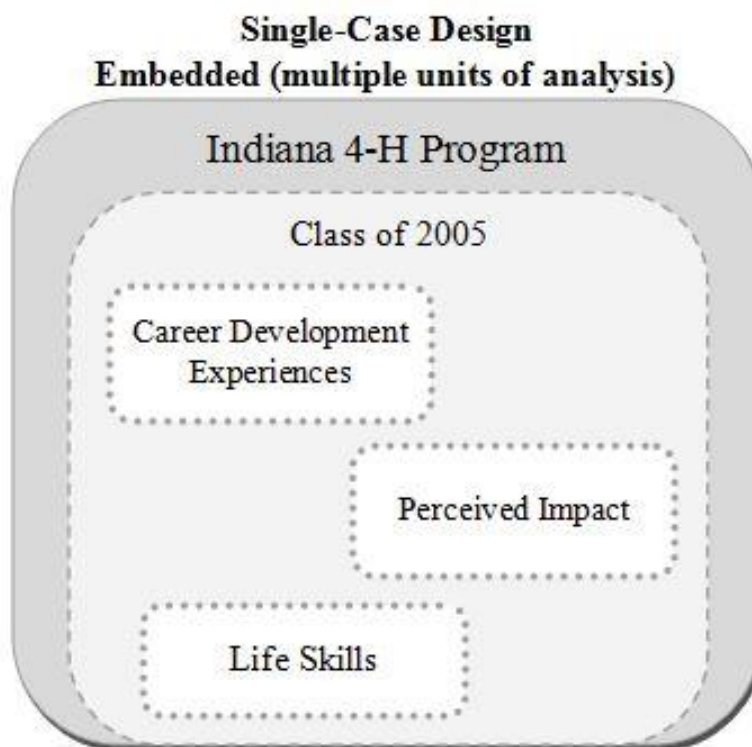 Single-Case Design
Embedded (multiple units of analysis)
Indiana 4-H Program
Class of 2005
Career Development
Experiences
Perceived Impact
Life Skills